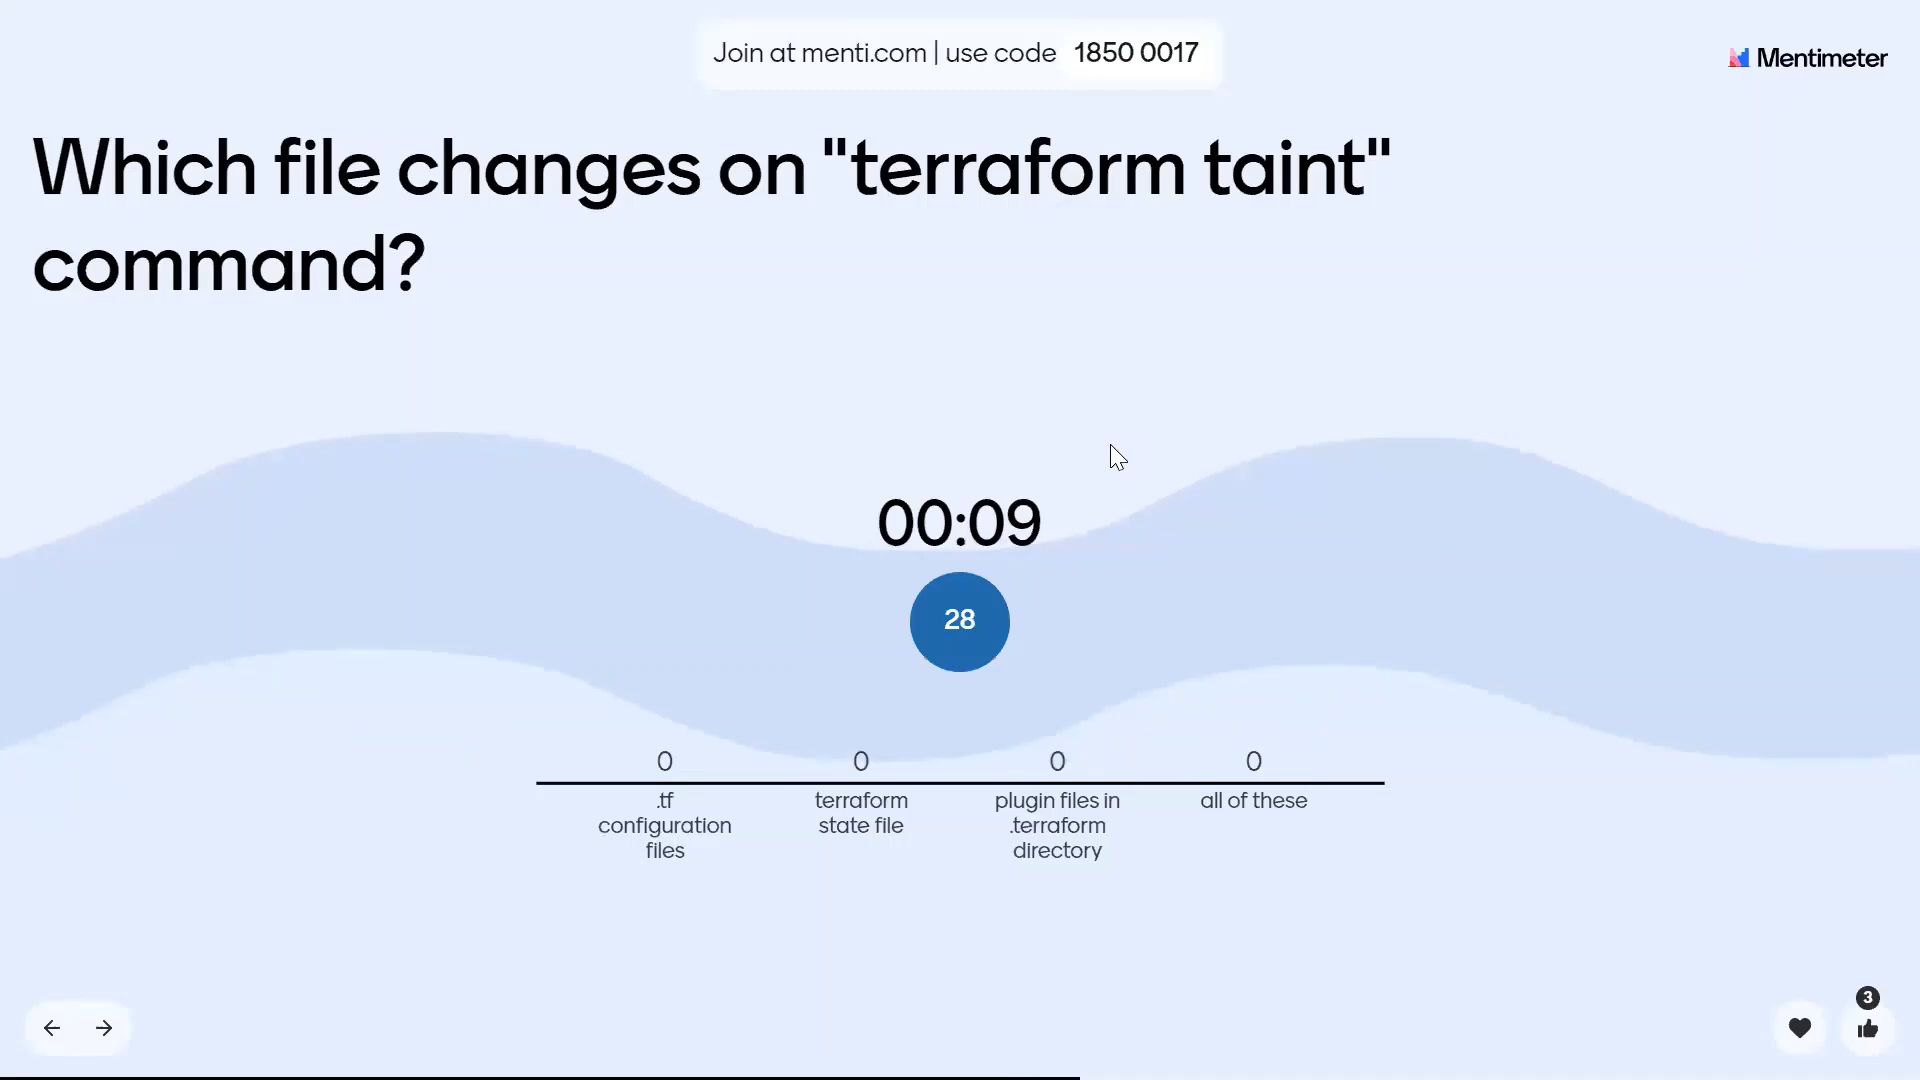 Join at menti.com | use code 1850 0017
Mentimeter
Which file changes on "terraform taint"
command?
00:09
28
0 0 0 0
.tf
configuration
files
terraform
state file
plugin files in
.terraform
directory
all of these
3